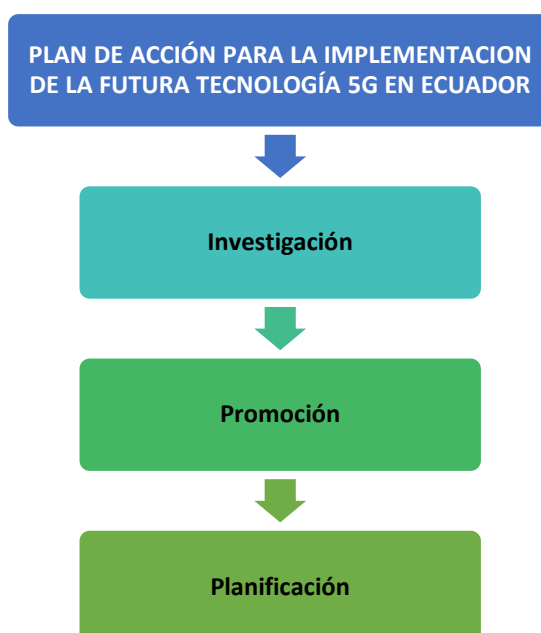 PLAN DE ACCIÓN PARA LA IMPLEMENTACION
DE LA FUTURA TECNOLOGÍA 5G EN ECUADOR
Investigación
Promoción
Planificación